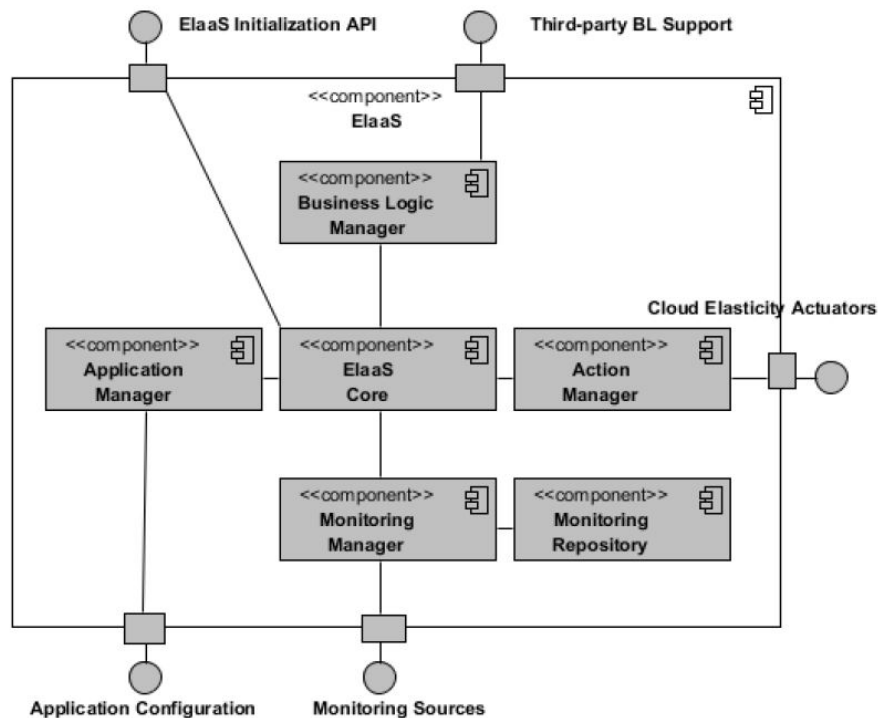 ElaaS Initialization API
Third-party BL Support
<<component>>
ElaaS
<<component>>
Business Logic
Manager
Cloud Elasticity Actuators
<<component>>
Application
Manager
<<component>>
ElaaS
Core
<<component>>
Action
Manager
<<component>>
Monitoring
Manager
<<component>>
Monitoring
Repository
Application Configuration
Monitoring Sources